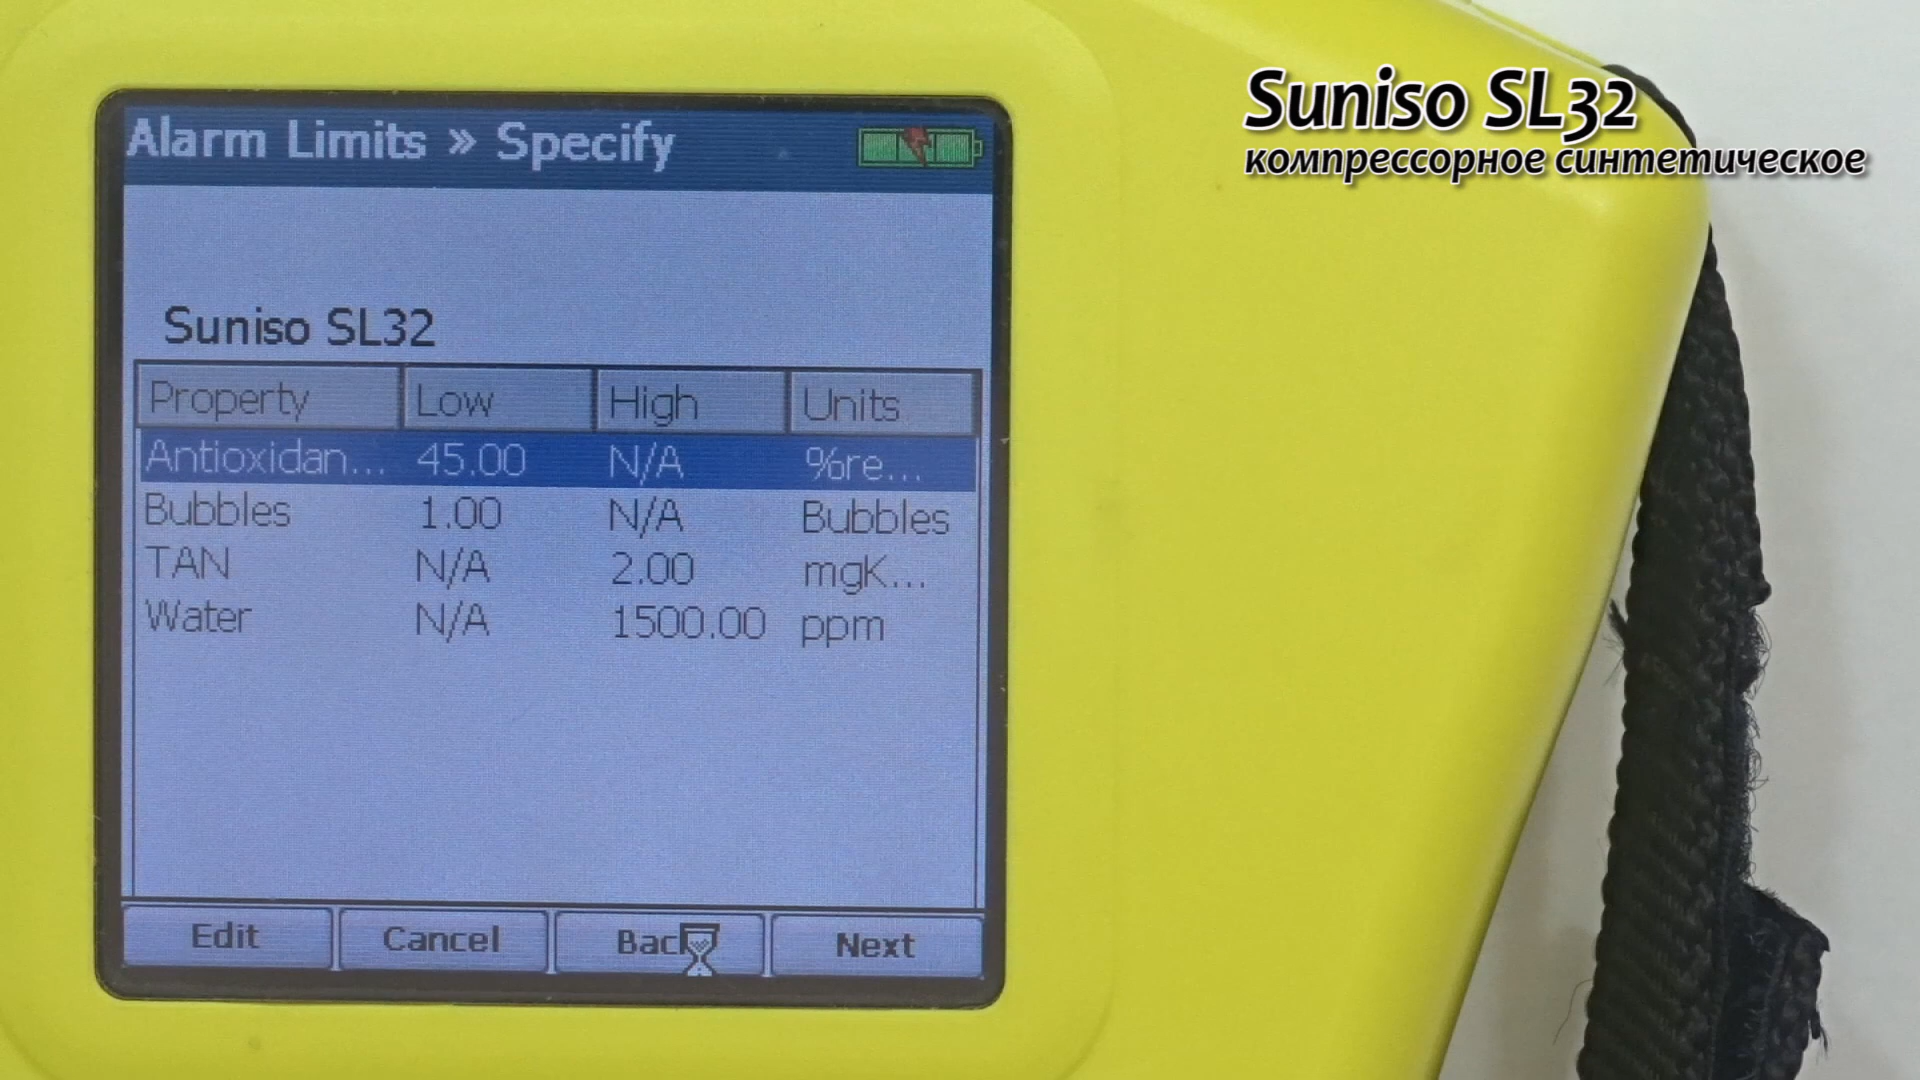 Suniso SL32
компрессорное синтетическое
Alarm Limits » Specify
Suniso SL32
Property Low High Units
Antioxidan... 45.00 N/A %re...
Bubbles 1.00 N/A Bubbles
TAN N/A 2.00 mgK...
Water N/A 1500.00 ppm
Edit Cancel Back Next